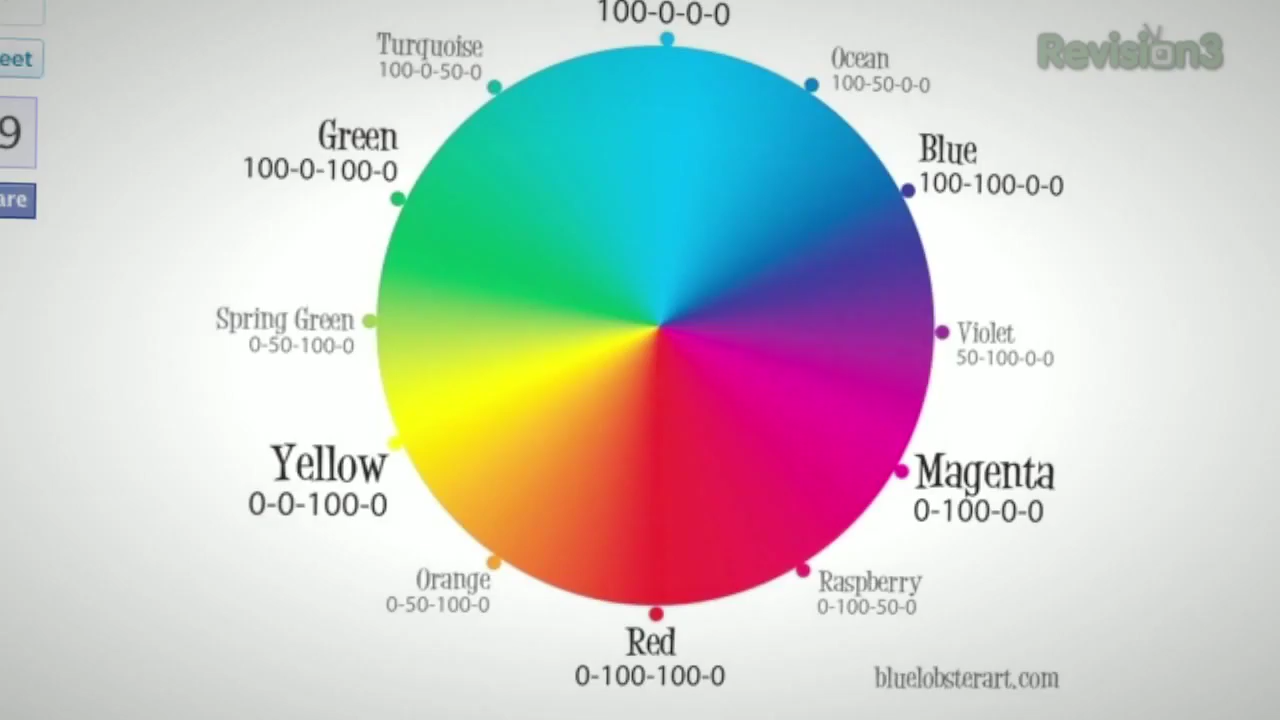 100-0-0-0
Turquoise
100-0-50-0
Ocean
100-50-0-0
Revision3
eet
9
are
Green
100-0-100-0
Blue
100-100-0-0
Spring Green
0-50-100-0
Violet
50-100-0-0
Yellow
0-0-100-0
Magenta
0-100-0-0
Orange
0-50-100-0
Raspberry
0-100-50-0
Red
0-100-100-0
bluelobsterart.com